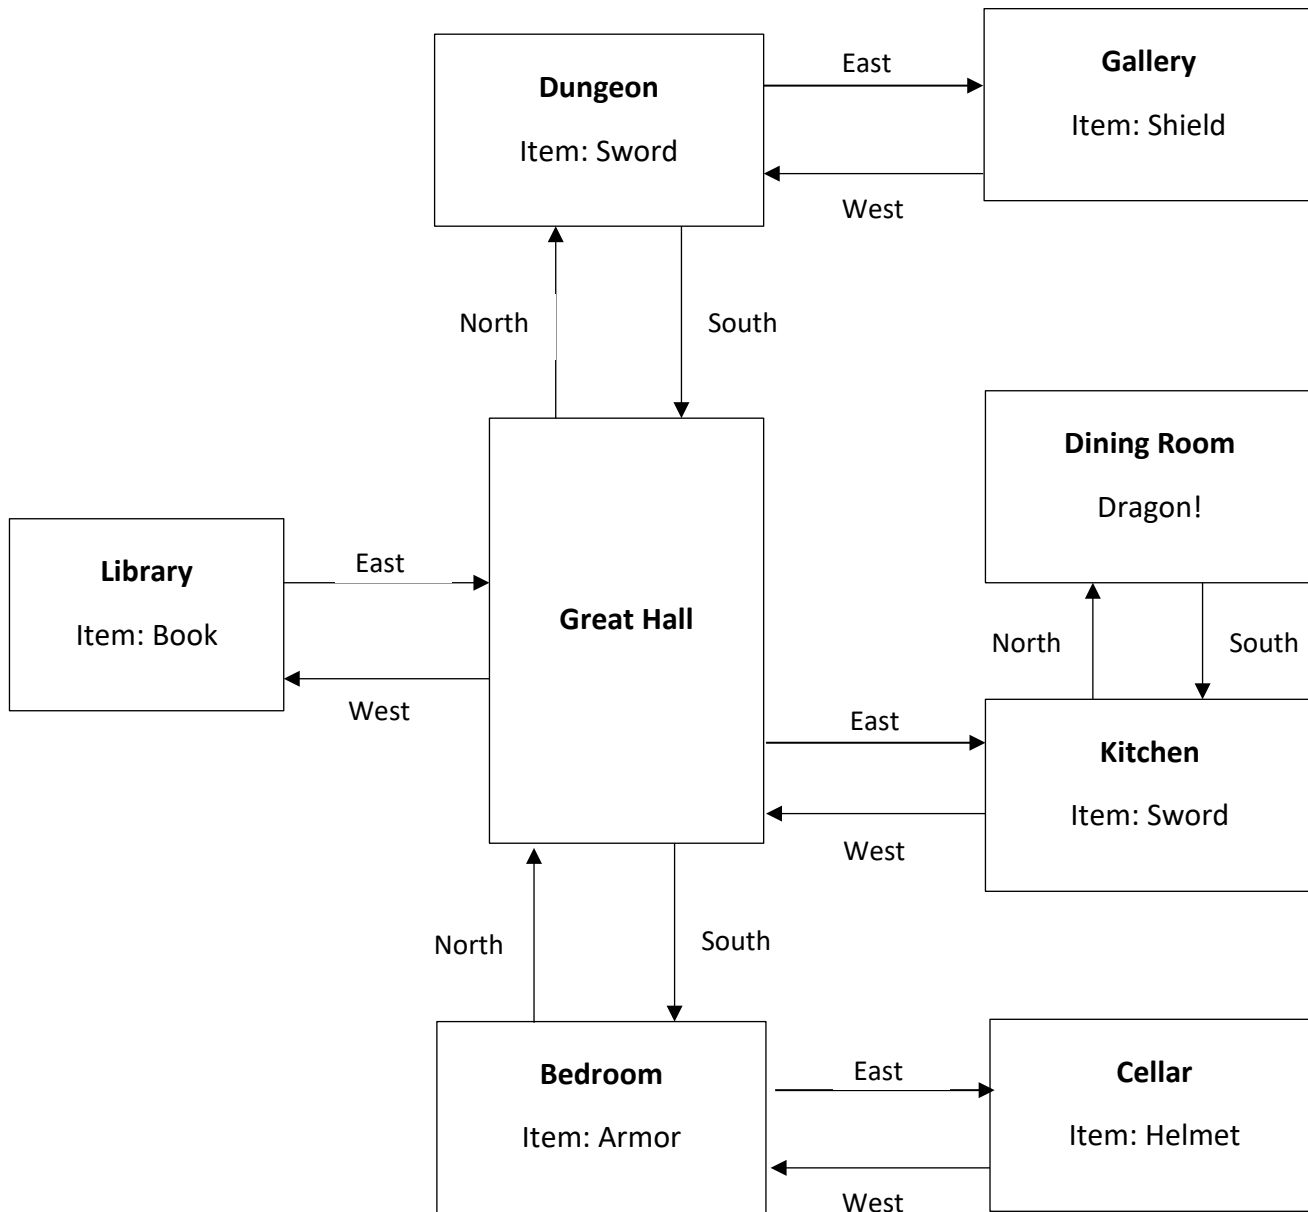 Dungeon
Item: Sword
East
West
Gallery
Item: Shield
North
South
Library
Item: Book
East
West
Great Hall
Dining Room
Dragon!
North
South
East
West
Kitchen
Item: Sword
North
South
Bedroom
Item: Armor
East
West
Cellar
Item: Helmet